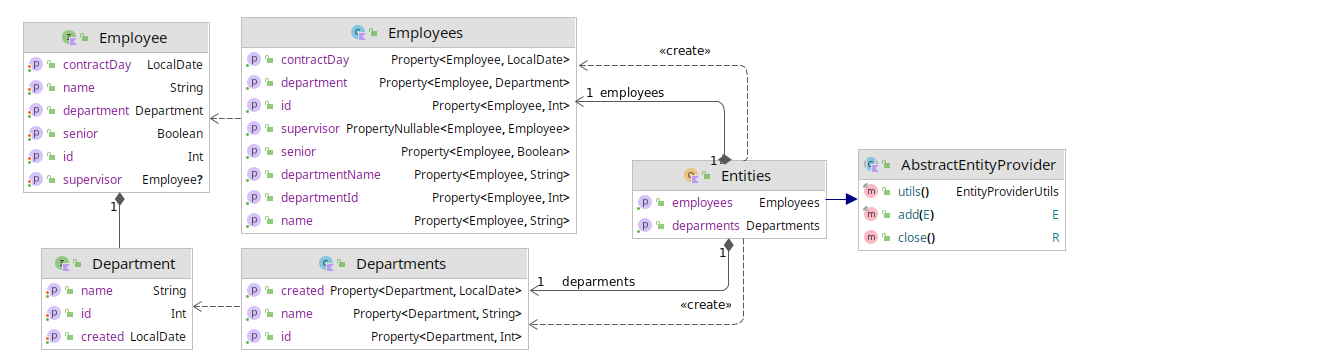 Employee
contractDay LocalDate
name String
department Department
senior Boolean
id Int
supervisor Employee?
1
Department
name String
id Int
created LocalDate
Employees
contractDay Property<Employee, LocalDate>
department Property<Employee, Department>
id Property<Employee, Int>
supervisor PropertyNullable<Employee, Employee>
senior Property<Employee, Boolean>
departmentName Property<Employee, String>
departmentId Property<Employee, Int>
name Property<Employee, String>
Departments
created Property<Department, LocalDate>
name Property<Department, String>
id Property<Department, Int>
«create»
1 employees
1
Entities
employees Employees
deparments Departments
1
1 deparments
«create»
AbstractEntityProvider
utils() EntityProviderUtils
add(E) E
close() R